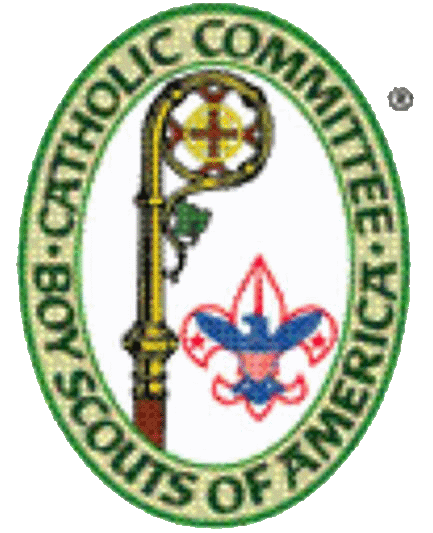 CATHOLIC COMMITTEE
BOY SCOUTS OF AMERICA
®